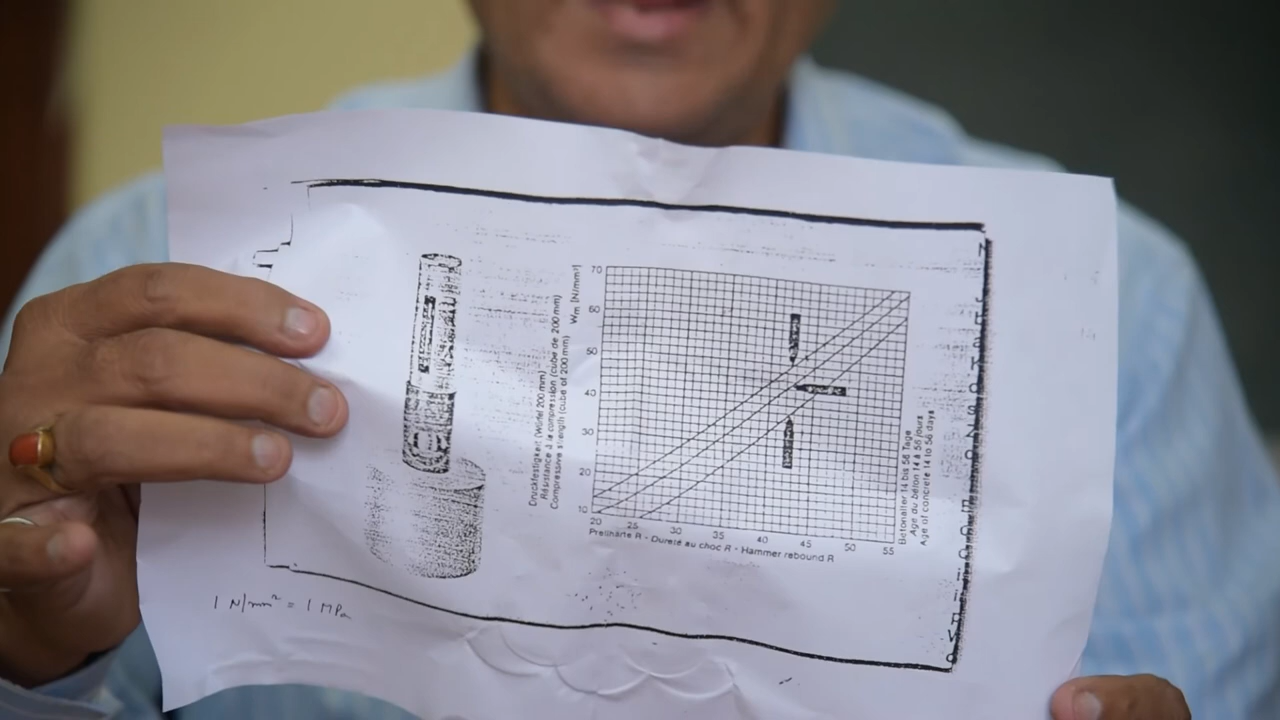 Druckfestigkeit (Würfel 200 mm)
Résistance à la compression (cube de 200 mm)
Compressive strength (cube of 200 mm)
Wm [N/mm²]
70
60
50
40
30
20
10
20 25 30 35 40 45 50 55
Prellhärte R - Dureté au choc R - Hammer rebound R
Betonalter 14 bis 56 Tage
Age du béton 14 à 56 jours
Age of concrete 14 to 56 days
1 N/mm² = 1 MPa